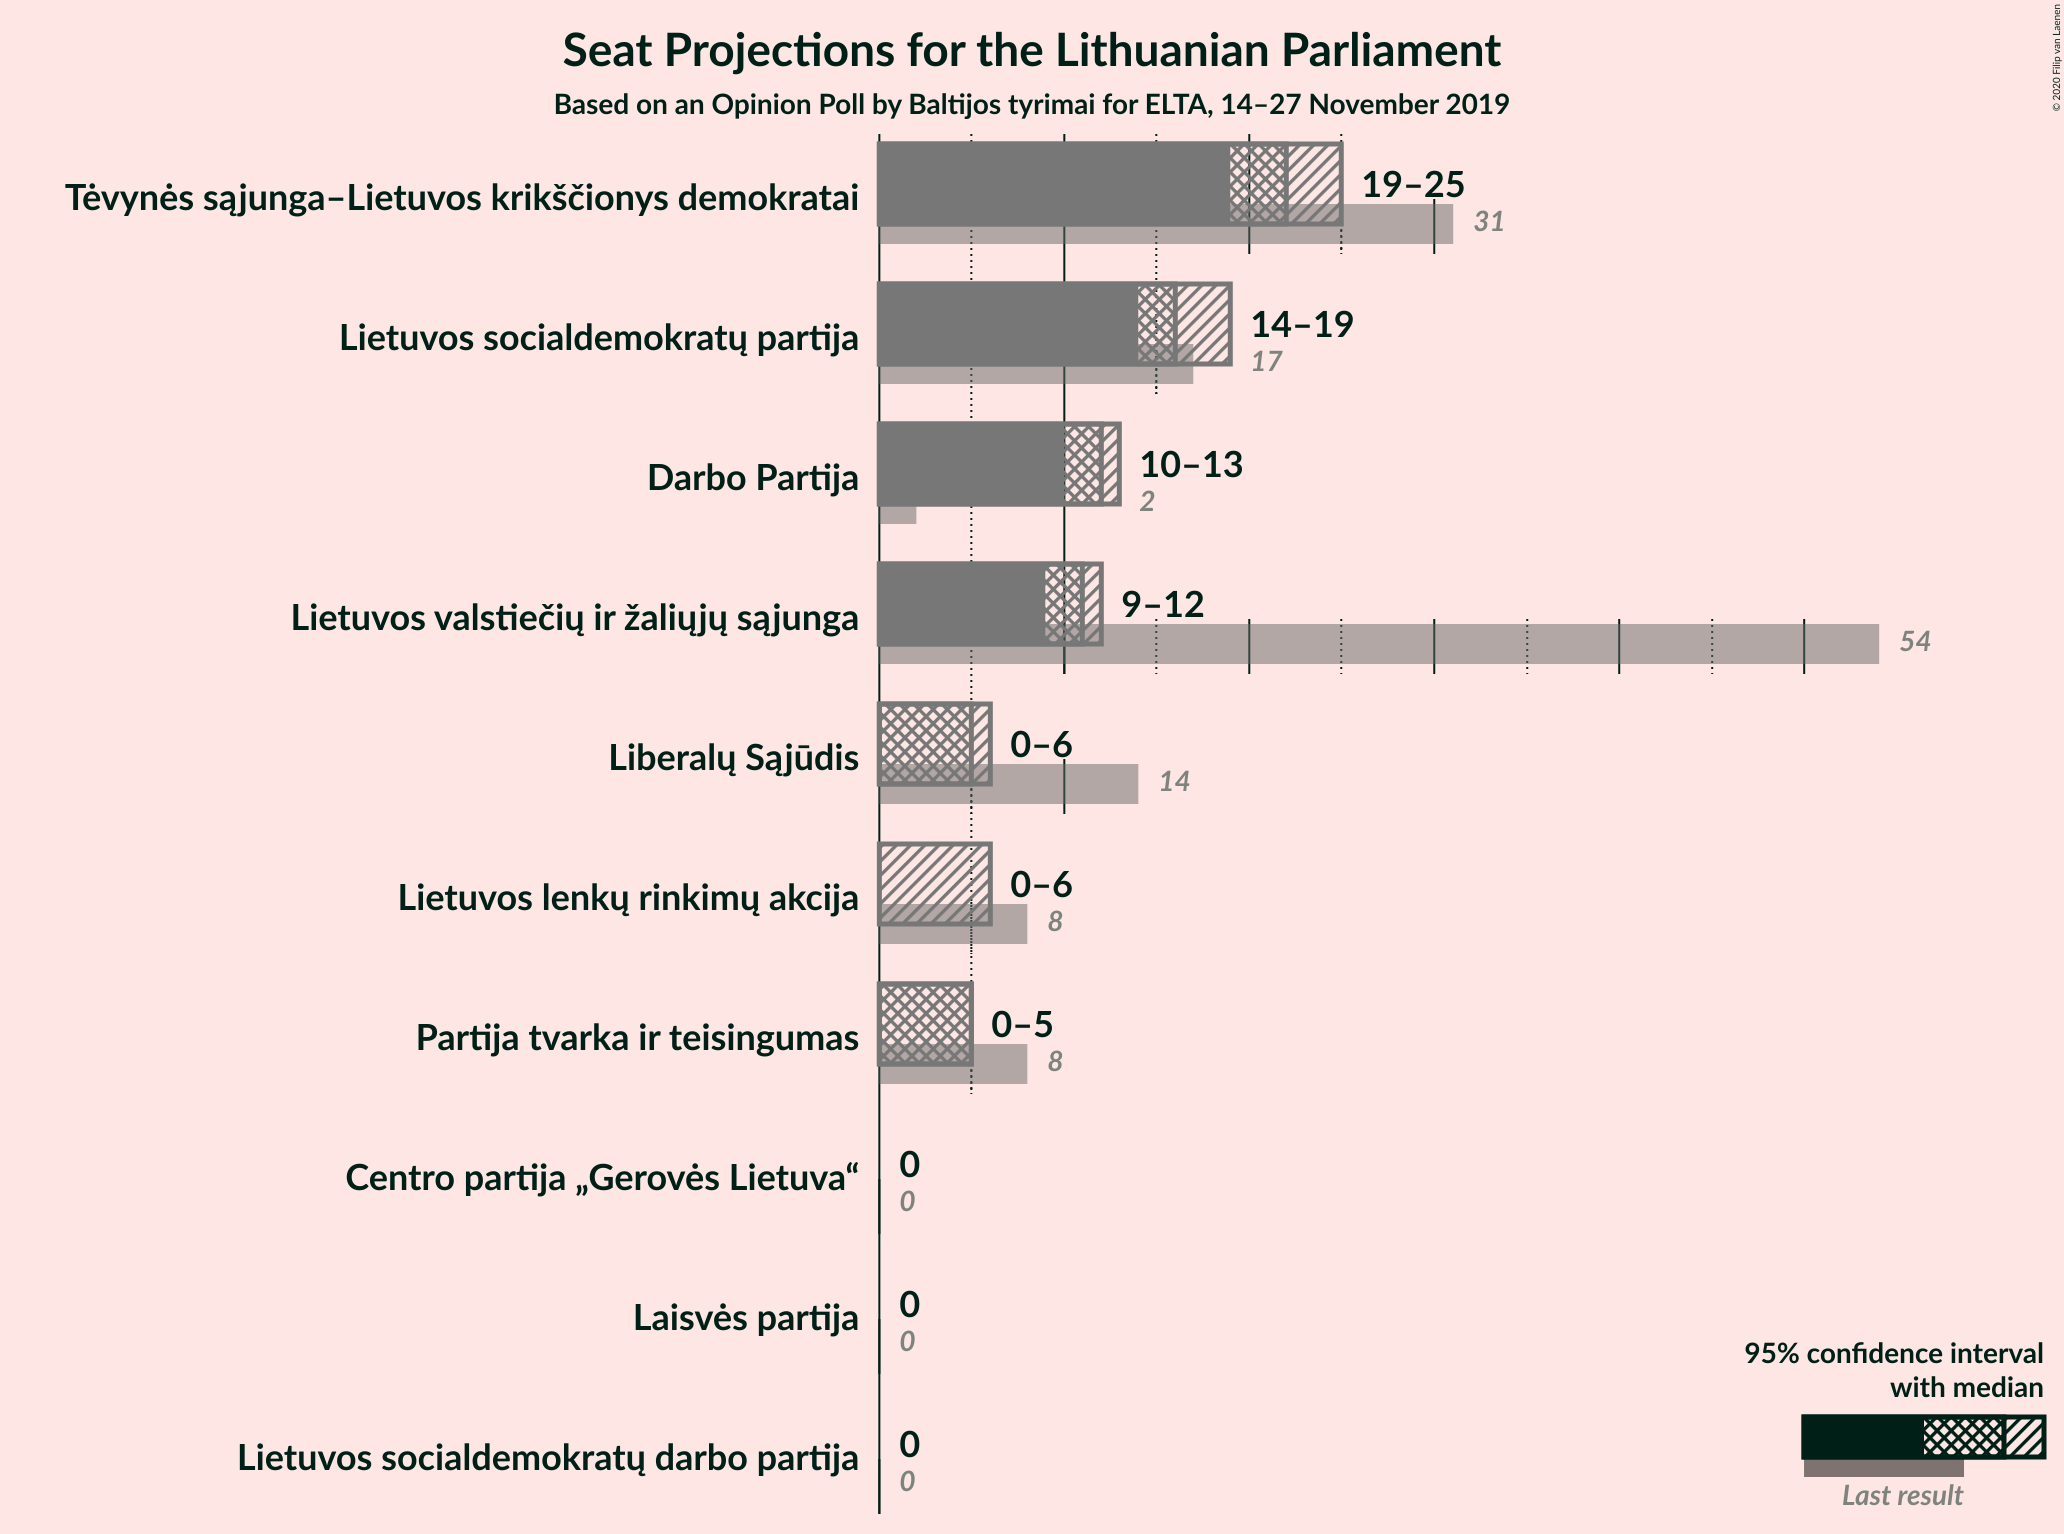 Seat Projections for the Lithuanian Parliament
Based on an Opinion Poll by Baltijos tyrimai for ELTA, 14–27 November 2019
© 2020 Filip van Laenen
Tėvynės sąjunga–Lietuvos krikščionys demokratai
19–25
31
Lietuvos socialdemokratų partija
14–19
17
Darbo Partija
10–13
2
Lietuvos valstiečių ir žaliųjų sąjunga
9–12
54
Liberalų Sąjūdis
0–6
14
Lietuvos lenkų rinkimų akcija
0–6
8
Partija tvarka ir teisingumas
0–5
8
Centro partija „Gerovės Lietuva“
0
0
Laisvės partija
0
0
Lietuvos socialdemokratų darbo partija
0
0
95% confidence interval
with median
Last result